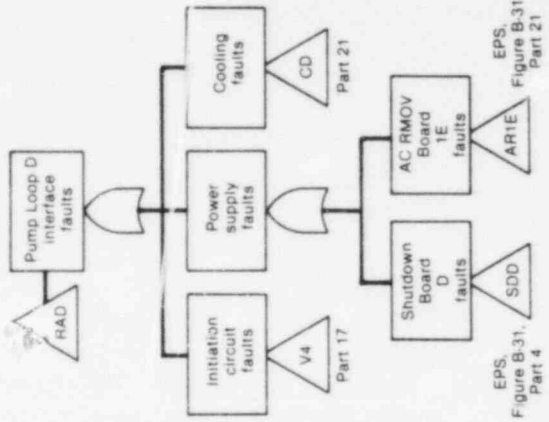 Pump Loop D
interface
faults
RAD
Initiation
circuit
faults
V4
Part 17
Power
supply
faults
Cooling
faults
CD
Part 21
Shutdown
Board
D
faults
SDD
EPS,
Figure B-31,
Part 4
AC RMOV
Board
1E
faults
AR1E
EPS,
Figure B-31
Part 21